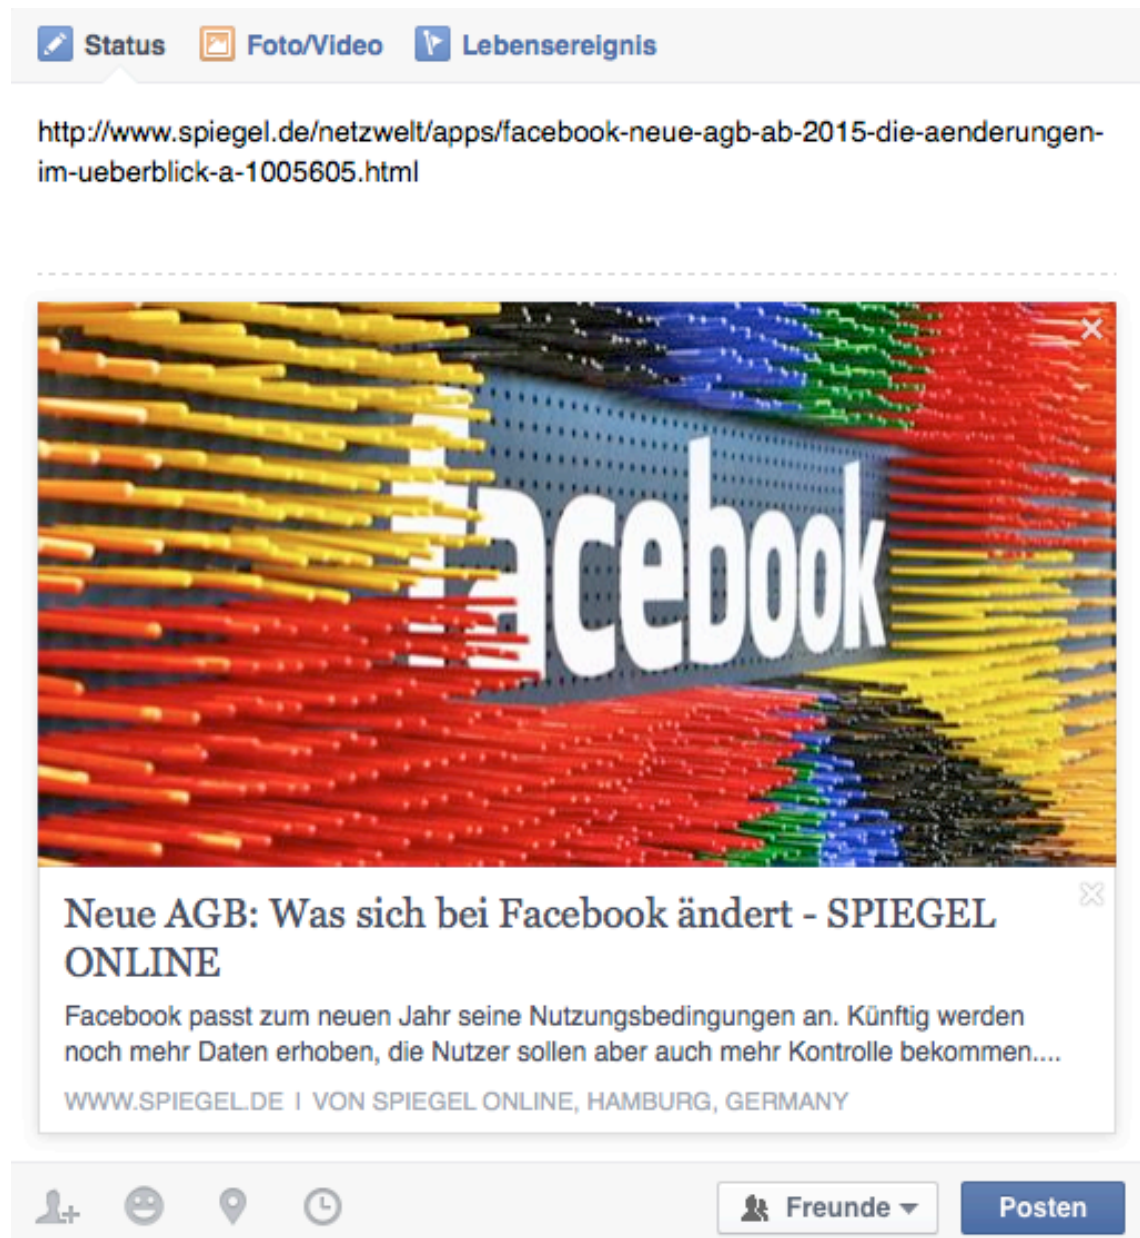 Status Foto/Video Lebensereignis
http://www.spiegel.de/netzwelt/apps/facebook-neue-agb-ab-2015-die-aenderungen-
im-ueberblick-a-1005605.html
facebook
Neue AGB: Was sich bei Facebook ändert - SPIEGEL
ONLINE
Facebook passt zum neuen Jahr seine Nutzungsbedingungen an. Künftig werden
noch mehr Daten erhoben, die Nutzer sollen aber auch mehr Kontrolle bekommen....
WWW.SPIEGEL.DE | VON SPIEGEL ONLINE, HAMBURG, GERMANY
Freunde Posten